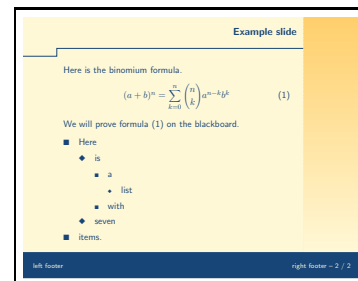 Example slide
Here is the binomium formula.
(a + b)^n = \sum_{k=0}^{n} \binom{n}{k} a^{n-k} b^k (1)
We will prove formula (1) on the blackboard.
■ Here
◆ is
■ a
◆ list
■ with
◆ seven
■ items.
left footer right footer – 2 / 2